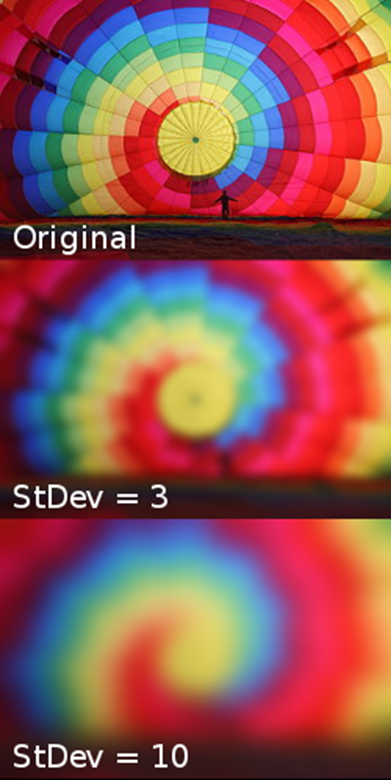 Original
StDev = 3
StDev = 10